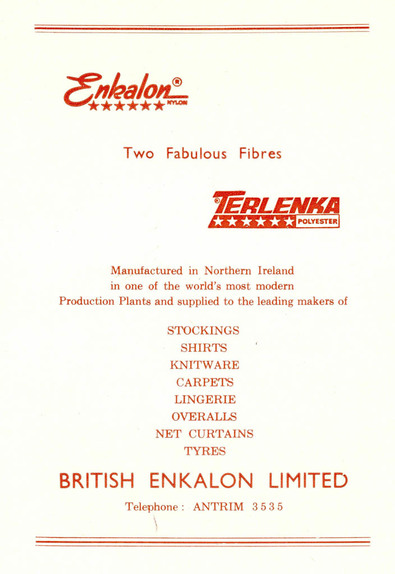 Enkalon®
NYLON
Two Fabulous Fibres
®TERLENKA
POLYESTER
Manufactured in Northern Ireland
in one of the world's most modern
Production Plants and supplied to the leading makers of
STOCKINGS
SHIRTS
KNITWARE
CARPETS
LINGERIE
OVERALLS
NET CURTAINS
TYRES
BRITISH ENKALON LIMITED
Telephone : ANTRIM 3535